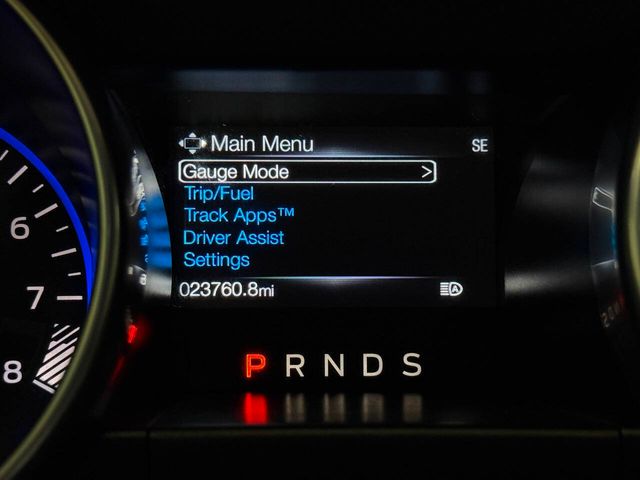 Main Menu SE
Gauge Mode >
Trip/Fuel
Track Apps™
Driver Assist
Settings
023760.8mi
A
P R N D S
6
7
8